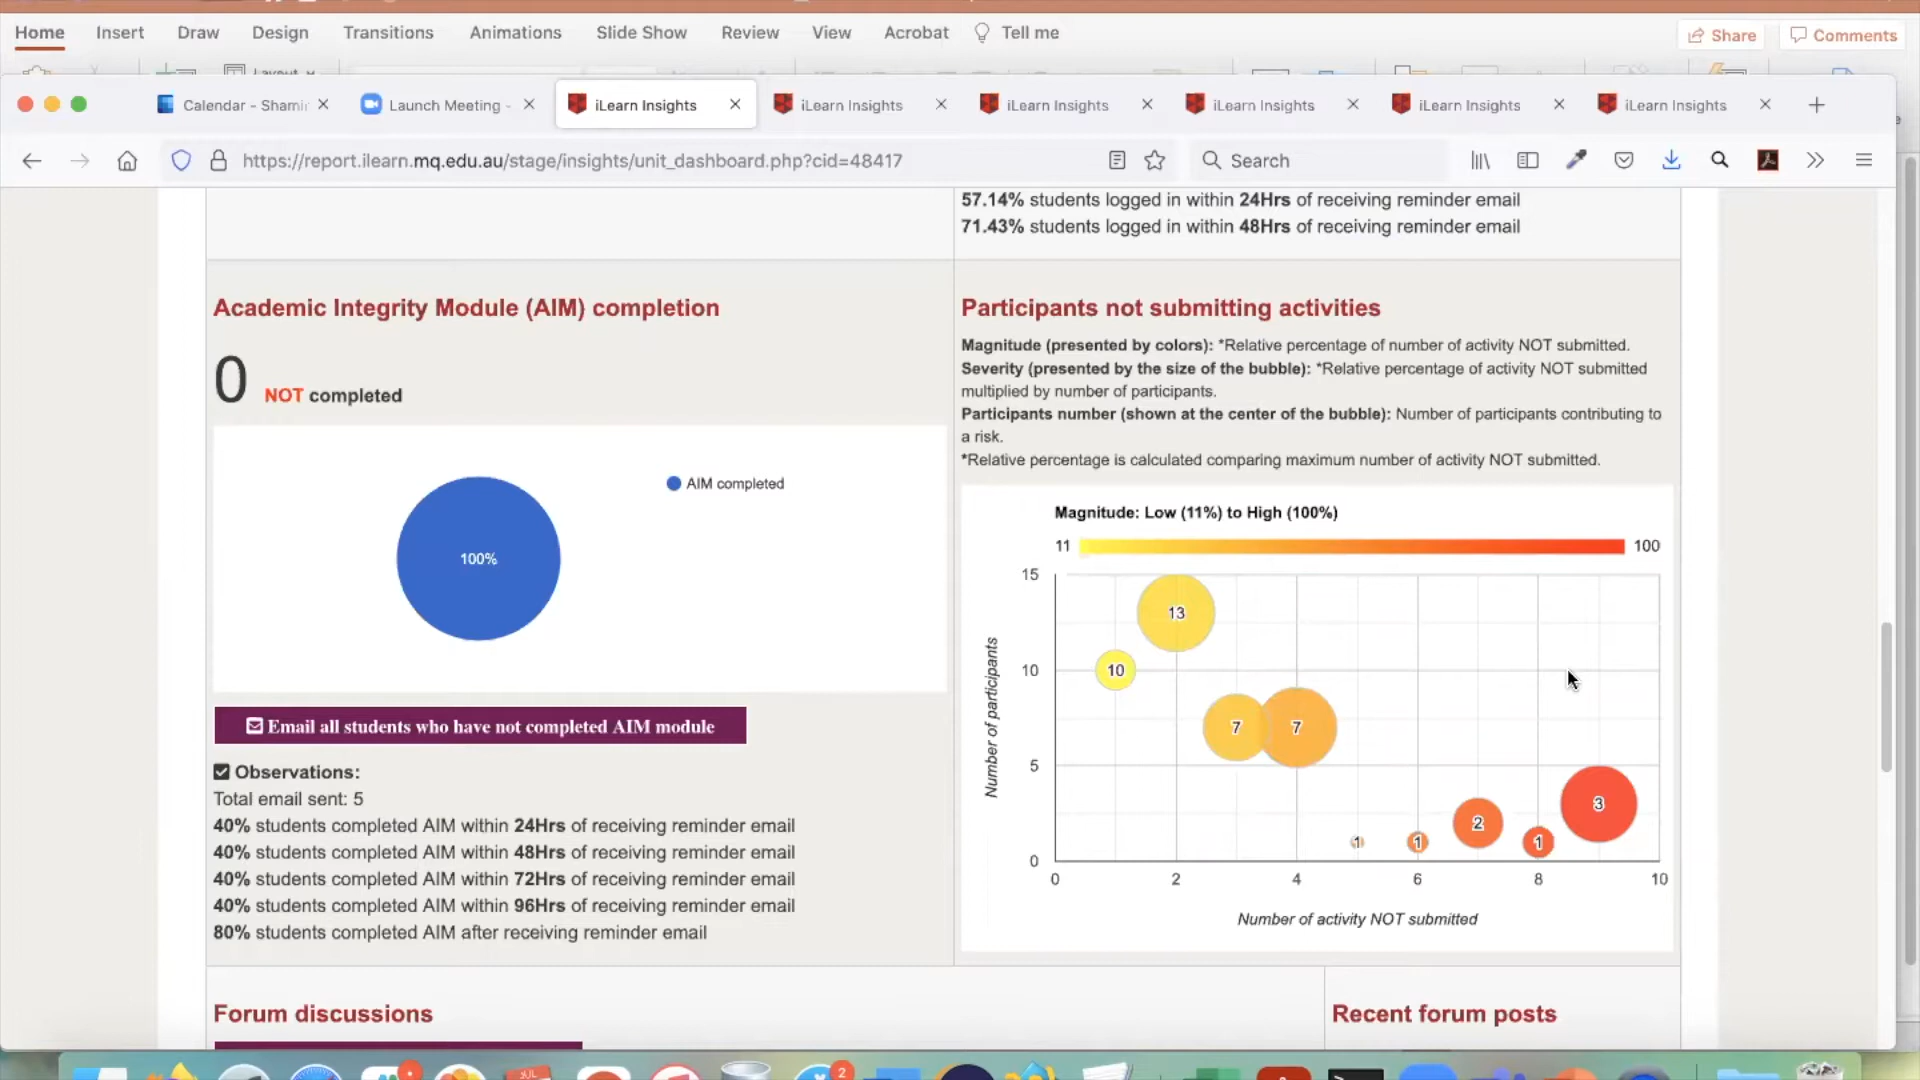 Home Insert Draw Design Transitions Animations Slide Show Review View Acrobat Tell me Share Comments
Calendar - Shami Launch Meeting - iLearn Insights iLearn Insights iLearn Insights iLearn Insights iLearn Insights iLearn Insights
https://report.ilearn.mq.edu.au/stage/insights/unit_dashboard.php?cid=48417 Search
57.14% students logged in within 24Hrs of receiving reminder email
71.43% students logged in within 48Hrs of receiving reminder email
Academic Integrity Module (AIM) completion
0 NOT completed
AIM completed
100%
Email all students who have not completed AIM module
Observations:
Total email sent: 5
40% students completed AIM within 24Hrs of receiving reminder email
40% students completed AIM within 48Hrs of receiving reminder email
40% students completed AIM within 72Hrs of receiving reminder email
40% students completed AIM within 96Hrs of receiving reminder email
80% students completed AIM after receiving reminder email
Participants not submitting activities
Magnitude (presented by colors): *Relative percentage of number of activity NOT submitted.
Severity (presented by the size of the bubble): *Relative percentage of activity NOT submitted
multiplied by number of participants.
Participants number (shown at the center of the bubble): Number of participants contributing to
a risk.
*Relative percentage is calculated comparing maximum number of activity NOT submitted.
Magnitude: Low (11%) to High (100%)
11 100
15
13
10 10
Number of participants
7 7
5
3
2
1 1 1
0
0 2 4 6 8 10
Number of activity NOT submitted
Forum discussions
Recent forum posts
JUL
2